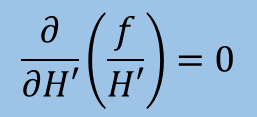 ∂/∂H′ (f/H′) = 0